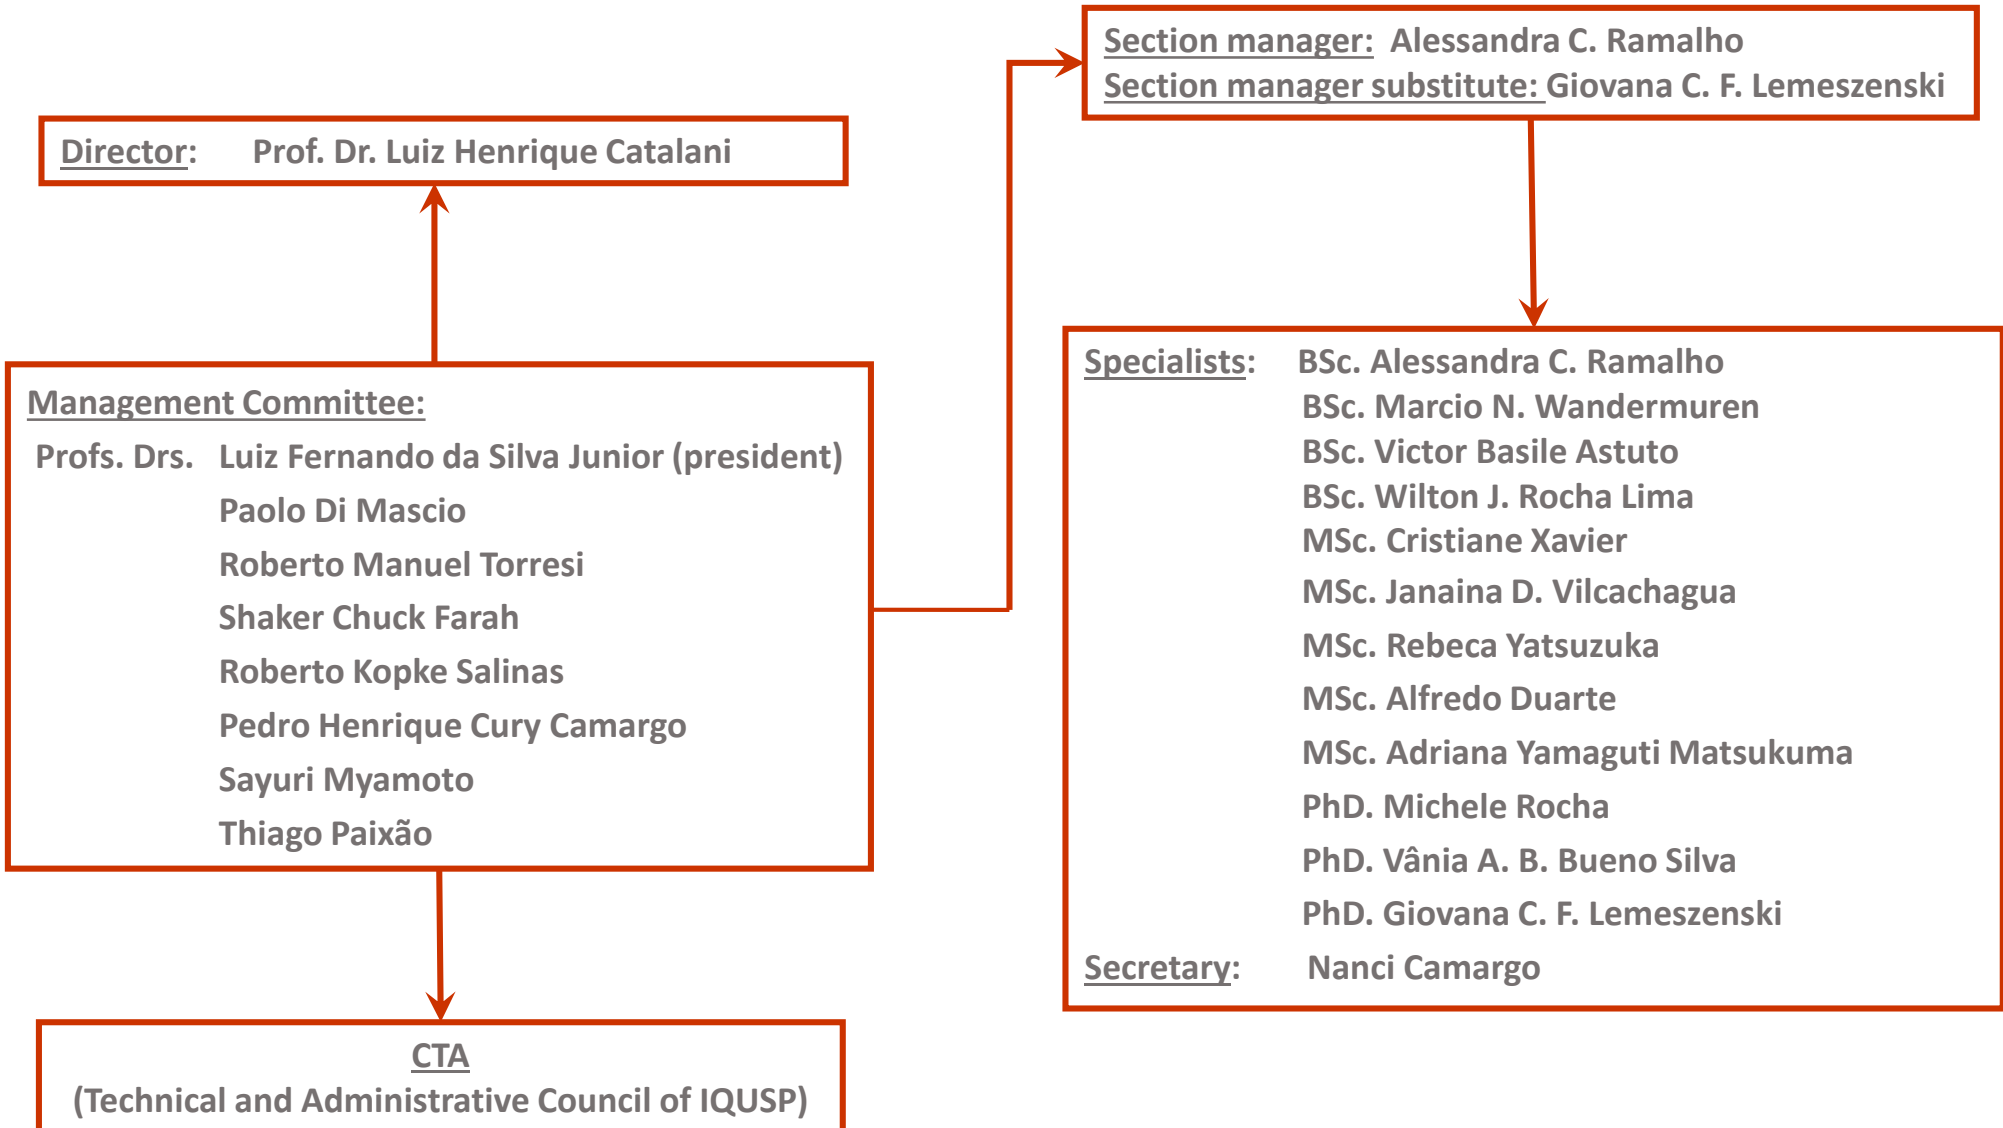 Director: Prof. Dr. Luiz Henrique Catalani
Management Committee:
Profs. Drs. Luiz Fernando da Silva Junior (president)
Paolo Di Mascio
Roberto Manuel Torresi
Shaker Chuck Farah
Roberto Kopke Salinas
Pedro Henrique Cury Camargo
Sayuri Myamoto
Thiago Paixão
CTA
(Technical and Administrative Council of IQUSP)
Section manager: Alessandra C. Ramalho
Section manager substitute: Giovana C. F. Lemeszenski
Specialists: BSc. Alessandra C. Ramalho
BSc. Marcio N. Wandermuren
BSc. Victor Basile Astuto
BSc. Wilton J. Rocha Lima
MSc. Cristiane Xavier
MSc. Janaina D. Vilcachagua
MSc. Rebeca Yatsuzuka
MSc. Alfredo Duarte
MSc. Adriana Yamaguti Matsukuma
PhD. Michele Rocha
PhD. Vânia A. B. Bueno Silva
PhD. Giovana C. F. Lemeszenski
Secretary: Nanci Camargo